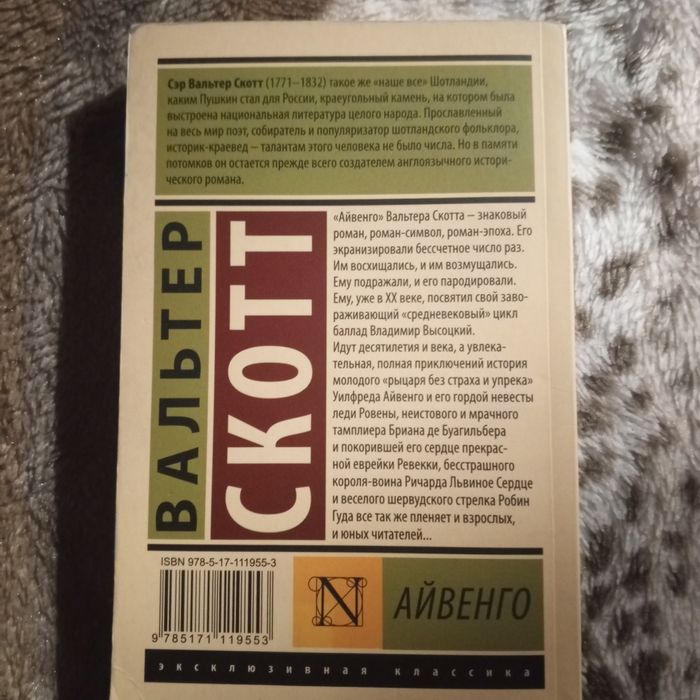 Сэр Вальтер Скотт (1771–1832) такое же «наше все» Шотландии,
каким Пушкин стал для России, краеугольный камень, на котором была
выстроена национальная литература целого народа. Прославленный
на весь мир поэт, собиратель и популяризатор шотландского фольклора,
историк-краевед – талантам этого человека не было числа. Но в памяти
потомков он остается прежде всего создателем англоязычного истори-
ческого романа.
ВАЛЬТЕР
СКОТТ
«Айвенго» Вальтера Скотта – знаковый
роман, роман-символ, роман-эпоха. Его
экранизировали бессчетное число раз.
Им восхищались, и им возмущались.
Ему подражали, и его пародировали.
Ему, уже в XX веке, посвятил свой заво-
раживающий «средневековый» цикл
баллад Владимир Высоцкий.
Идут десятилетия и века, а увлека-
тельная, полная приключений история
молодого «рыцаря без страха и упрека"
Уилфреда Айвенго и его гордой невесты
леди Ровены, неистового и мрачного
тамплиера Бриана де Буагильбера
и покорившей его сердце прекрас-
ной еврейки Ревекки, бесстрашного
короля-воина Ричарда Львиное Сердце
и веселого шервудского стрелка Робин
Гуда все так же пленяет и взрослых,
и юных читателей...
ISBN 978-5-17-111955-3
9 785171 119553
N
АЙВЕНГО
эксклюзивная классика